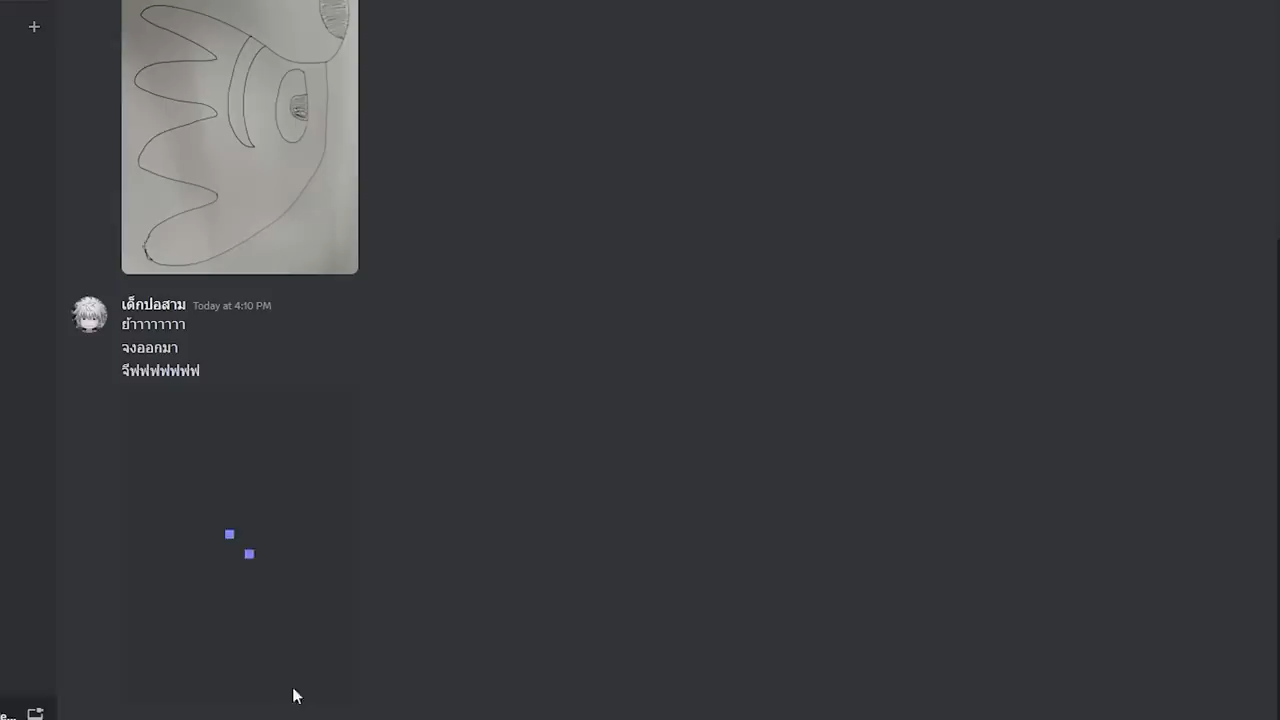 เด็กปอสาม Today at 4:10 PM
ย้าาาาาาา
จงออกมา
จึฟฟฟฟฟฟฟ
e...